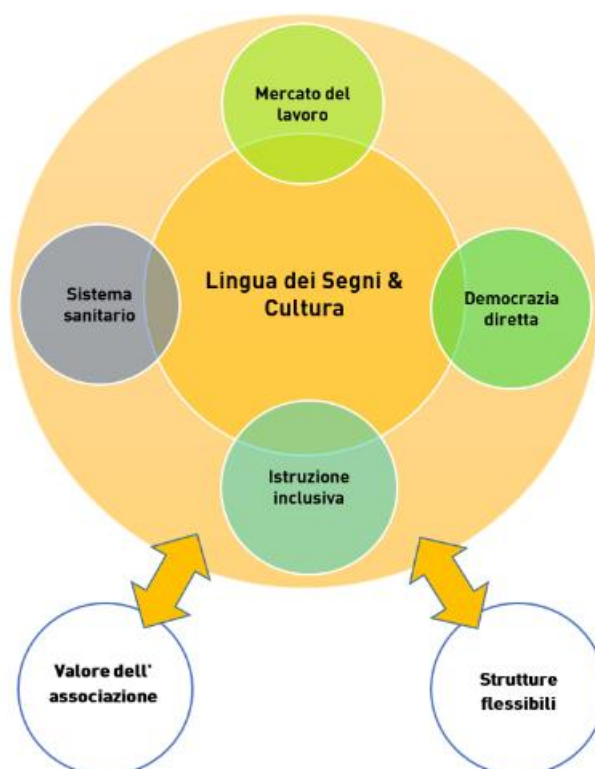 Mercato del
lavoro
Lingua dei Segni &
Cultura
Sistema
sanitario
Democrazia
diretta
Istruzione
inclusiva
Valore dell'
associazione
Strutture
flessibili